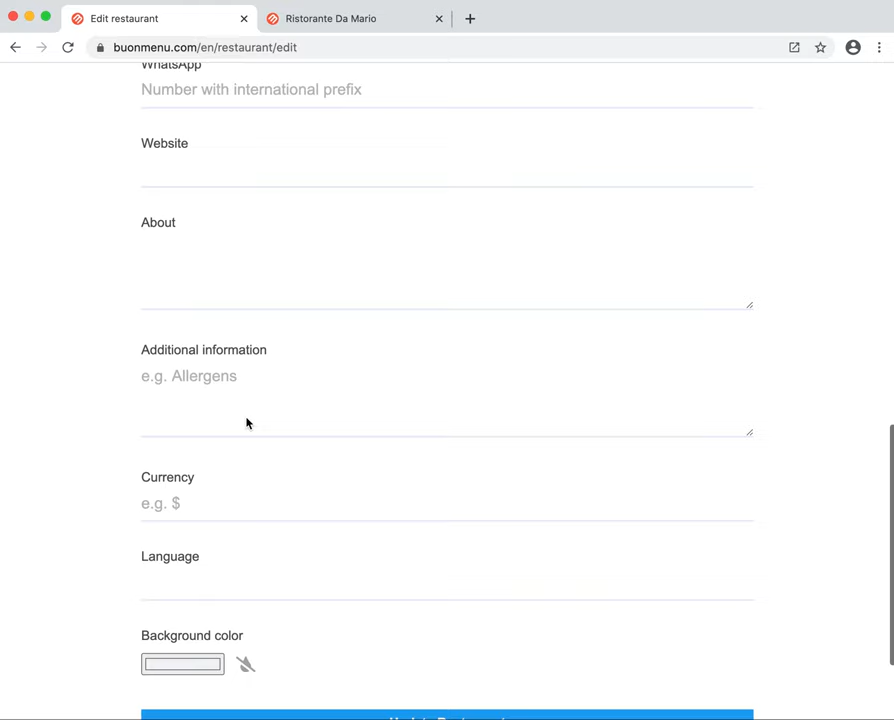 Edit restaurant
Ristorante Da Mario
buonmenu.com/en/restaurant/edit
WhatsApp
Number with international prefix
Website
About
Additional information
e.g. Allergens
Currency
e.g. $
Language
Background color